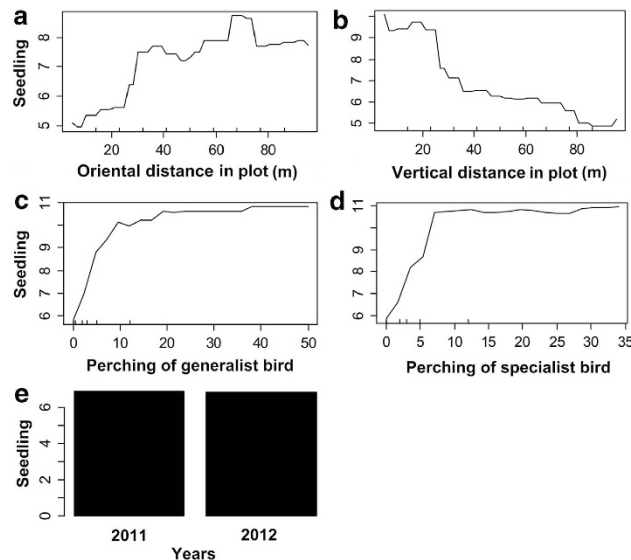 a
Seedling
8
7
6
5
20 40 60 80
Oriental distance in plot (m)
b
9
8
7
6
5
20 40 60 80
Vertical distance in plot (m)
c
Seedling
11
9
8
7
6
0 10 20 30 40 50
Perching of generalist bird
d
11
9
8
7
6
0 5 10 15 20 25 30 35
Perching of specialist bird
e
Seedling
6
4
2
0
2011 2012
Years